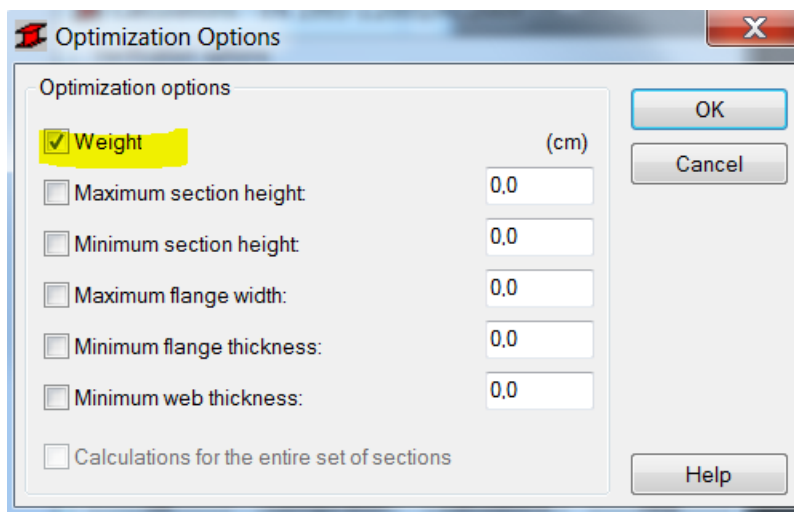 Optimization Options
Optimization options
OK
Weight (cm)
Cancel
Maximum section height: 0,0
Minimum section height: 0,0
Maximum flange width: 0,0
Minimum flange thickness: 0,0
Minimum web thickness: 0,0
Calculations for the entire set of sections
Help